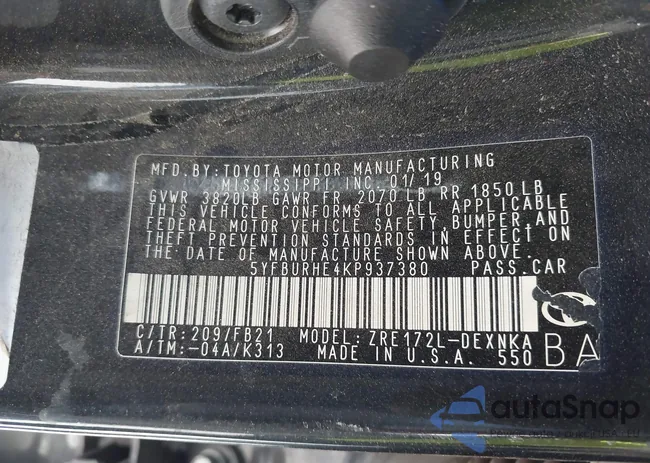 MFD.BY:TOYOTA MOTOR MANUFACTURING
MISSISSIPPI INC.01/19
GVWR 3820LB GAWR FR 2070 LB RR 1850LB
THIS VEHICLE CONFORMS TO ALL APPLICABLE
FEDERAL MOTOR VEHICLE SAFETY,BUMPER,AND
THEFT PREVENTION STANDARDS IN EFFECT ON
THE DATE OF MANUFACTURE SHOWN ABOVE.
5YFBURHE4KP937380 PASS.CAR
C/TR:209/FB21 MODEL:ZRE172L-DEXNKA
A/TM:-04A/K313 MADE IN U.S.A. 550 BA
autoSnap